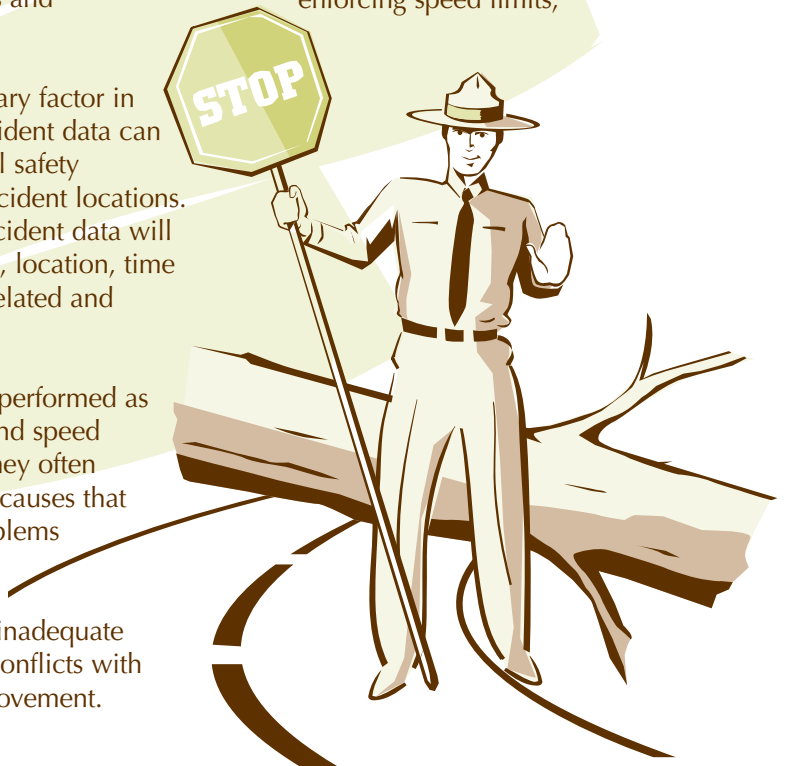 and
enforcing speed limits,
STOP
ary factor in
ident data can
l safety
cident locations.
cident data will
, location, time
elated and
performed as
nd speed
hey often
causes that
blems
inadequate
onflicts with
ovement.